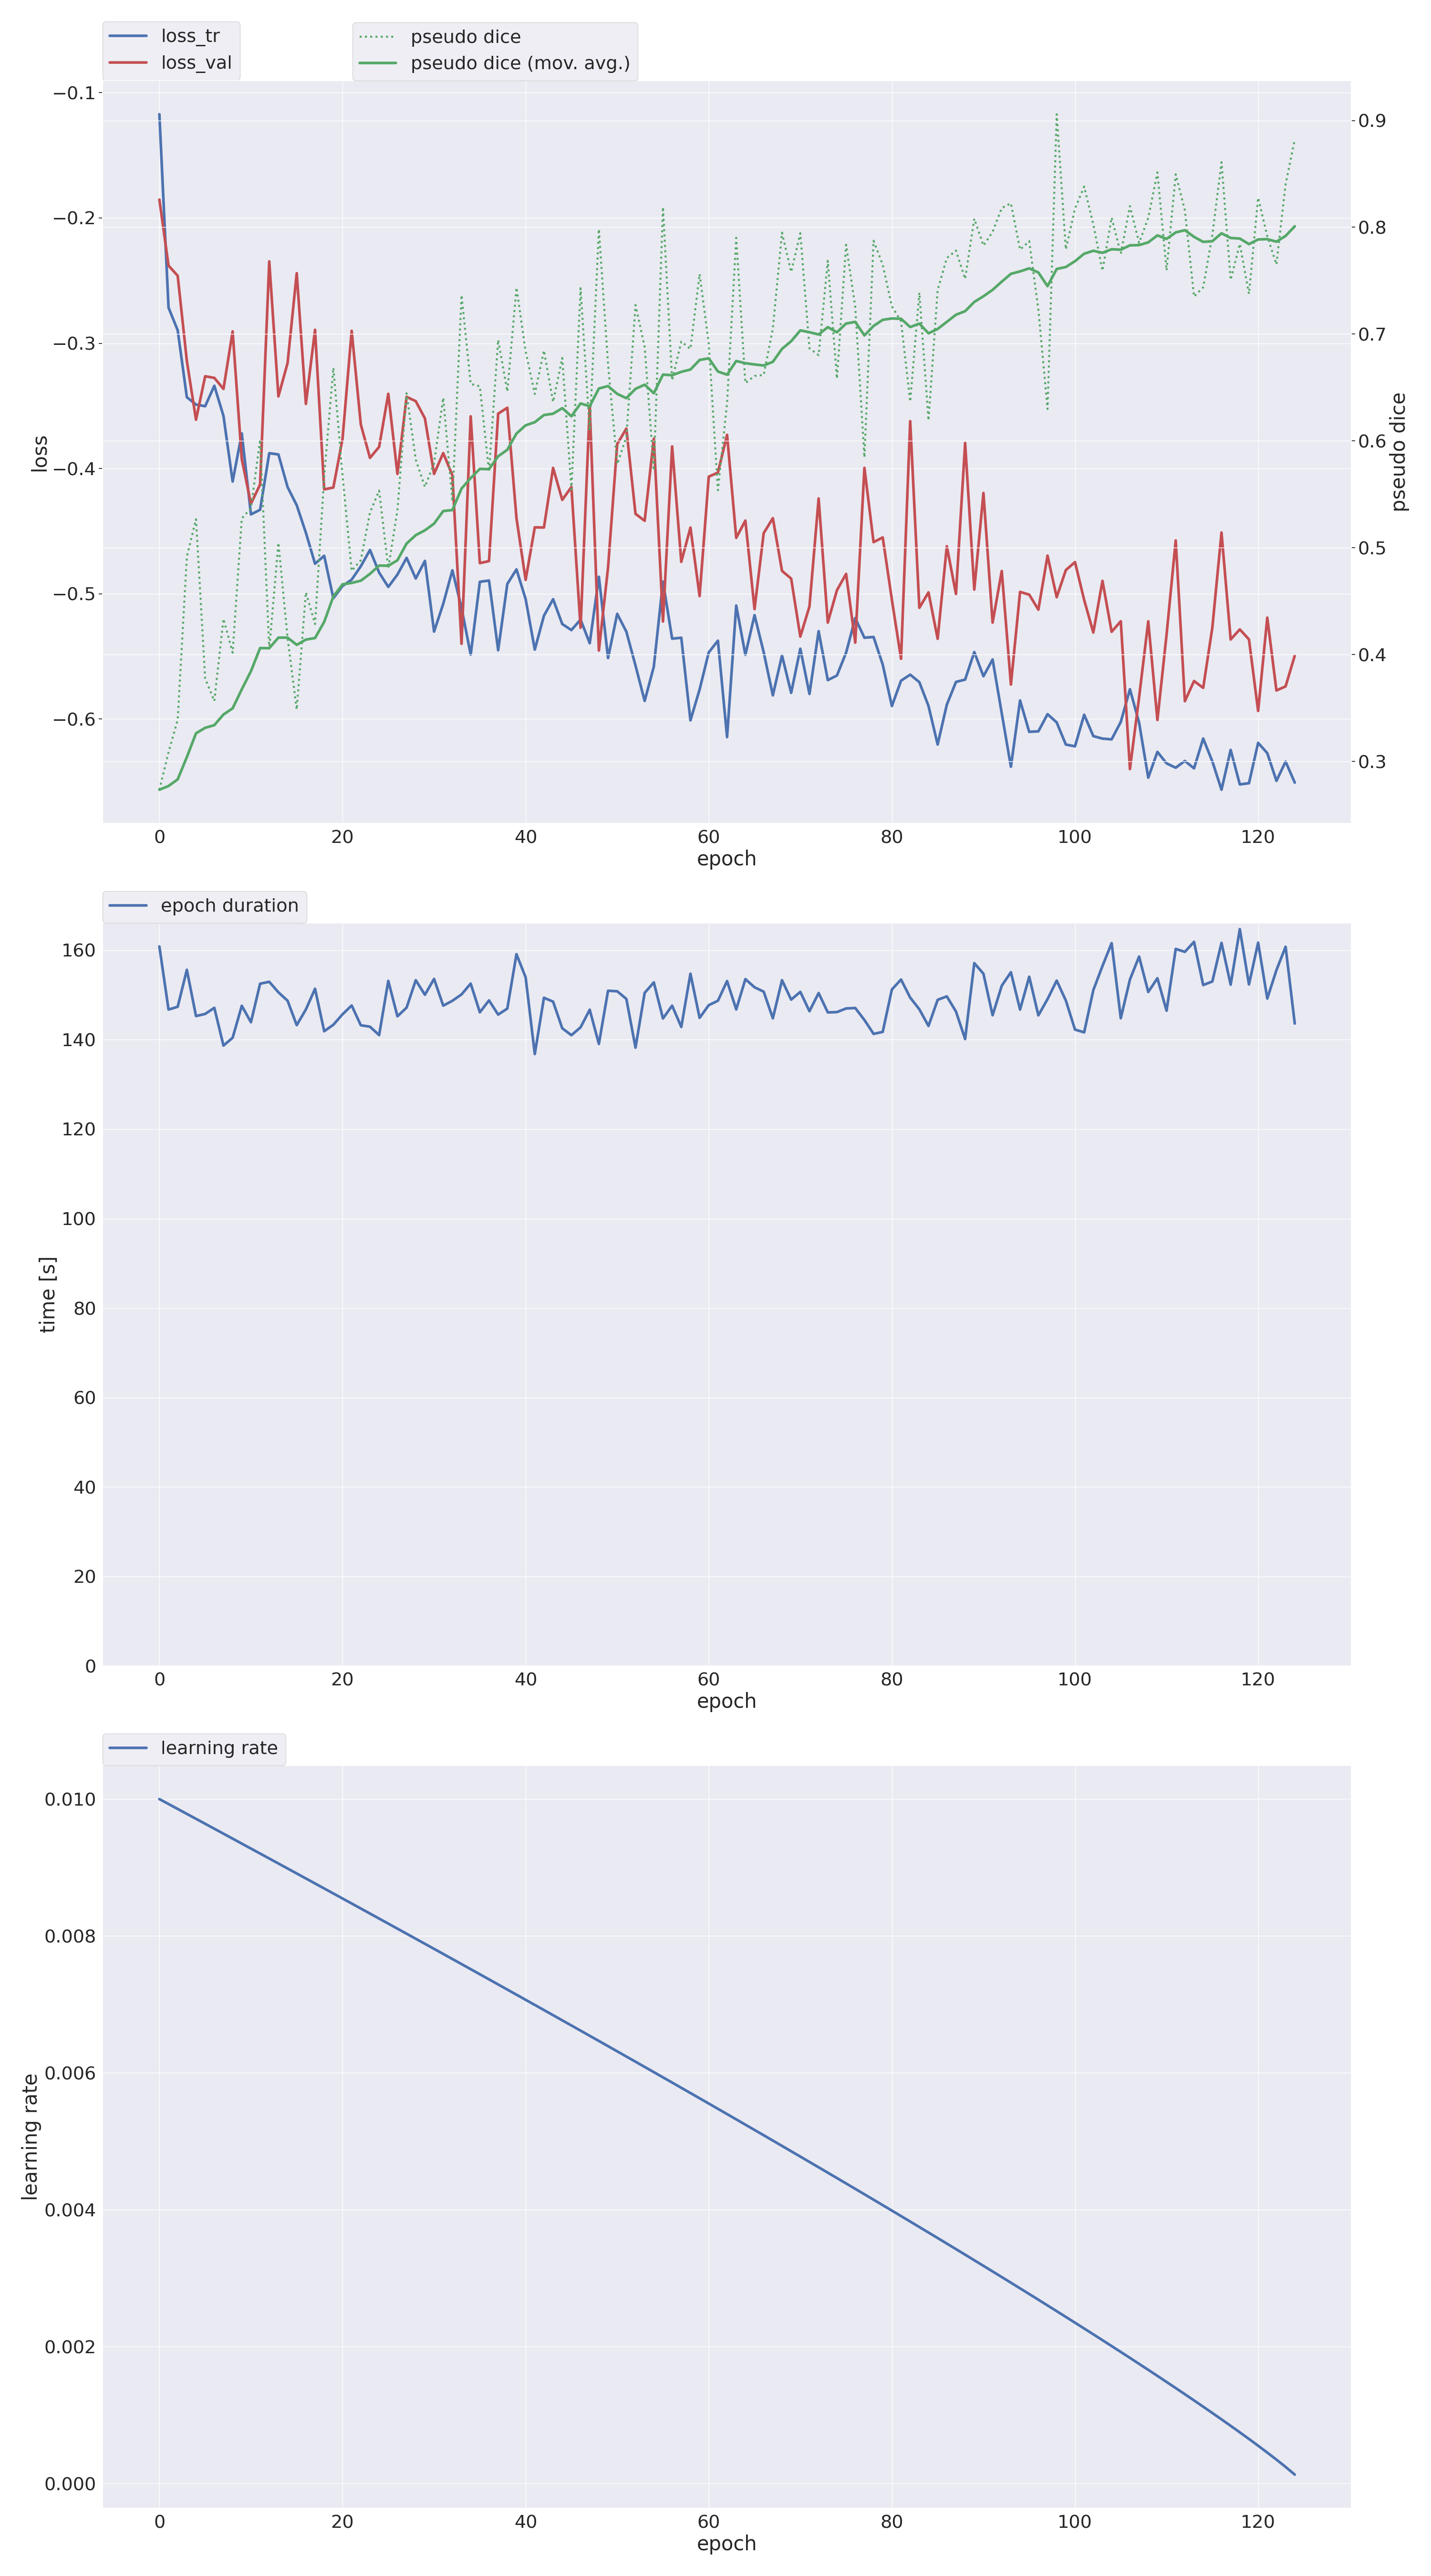 loss_tr
loss_val
pseudo dice
pseudo dice (mov. avg.)
−0.1
−0.2
−0.3
−0.4
−0.5
−0.6
loss
0.9
0.8
0.7
0.6
0.5
0.4
0.3
pseudo dice
0 20 40 60 80 100 120
epoch
epoch duration
160
140
120
100
80
60
40
20
0
time [s]
0 20 40 60 80 100 120
epoch
learning rate
0.010
0.008
0.006
0.004
0.002
0.000
learning rate
0 20 40 60 80 100 120
epoch